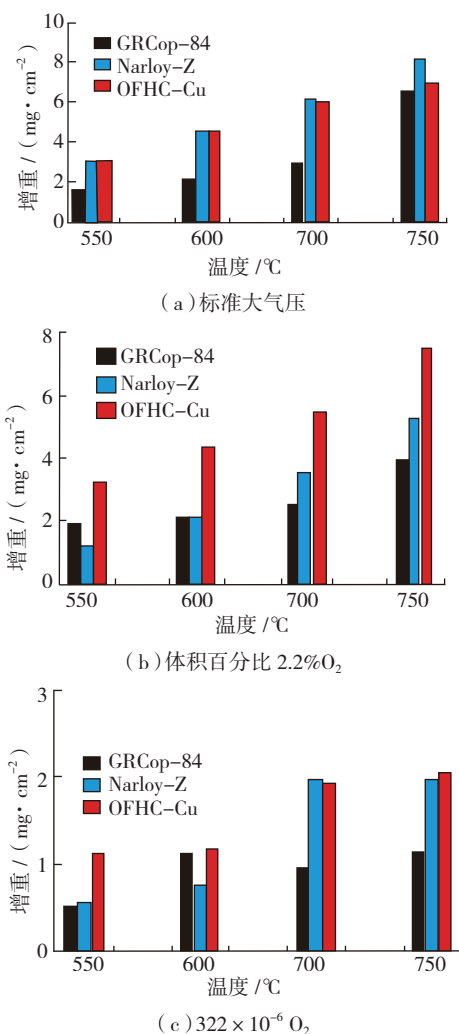 10
8
6
4
2
0
增重 / ( mg· cm⁻² )
GRCop-84
Narloy-Z
OFHC-Cu
550 600 700 750
温度 /℃
( a ) 标准大气压
8
6
4
2
0
增重 / ( mg· cm⁻² )
GRCop-84
Narloy-Z
OFHC-Cu
550 600 700 750
温度 /℃
( b ) 体积百分比 2.2%O₂
3
2
1
0
增重 / ( mg· cm⁻² )
GRCop-84
Narloy-Z
OFHC-Cu
550 600 700 750
温度 /℃
( c ) 322 × 10⁻⁶ O₂